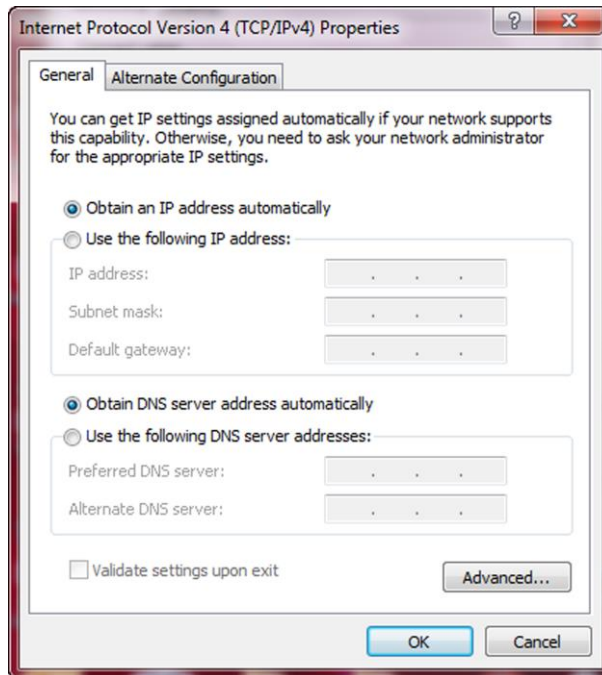 Internet Protocol Version 4 (TCP/IPv4) Properties
General
Alternate Configuration
You can get IP settings assigned automatically if your network supports
this capability. Otherwise, you need to ask your network administrator
for the appropriate IP settings.
Obtain an IP address automatically
Use the following IP address:
IP address:
Subnet mask:
Default gateway:
Obtain DNS server address automatically
Use the following DNS server addresses:
Preferred DNS server:
Alternate DNS server:
Validate settings upon exit
Advanced...
OK
Cancel